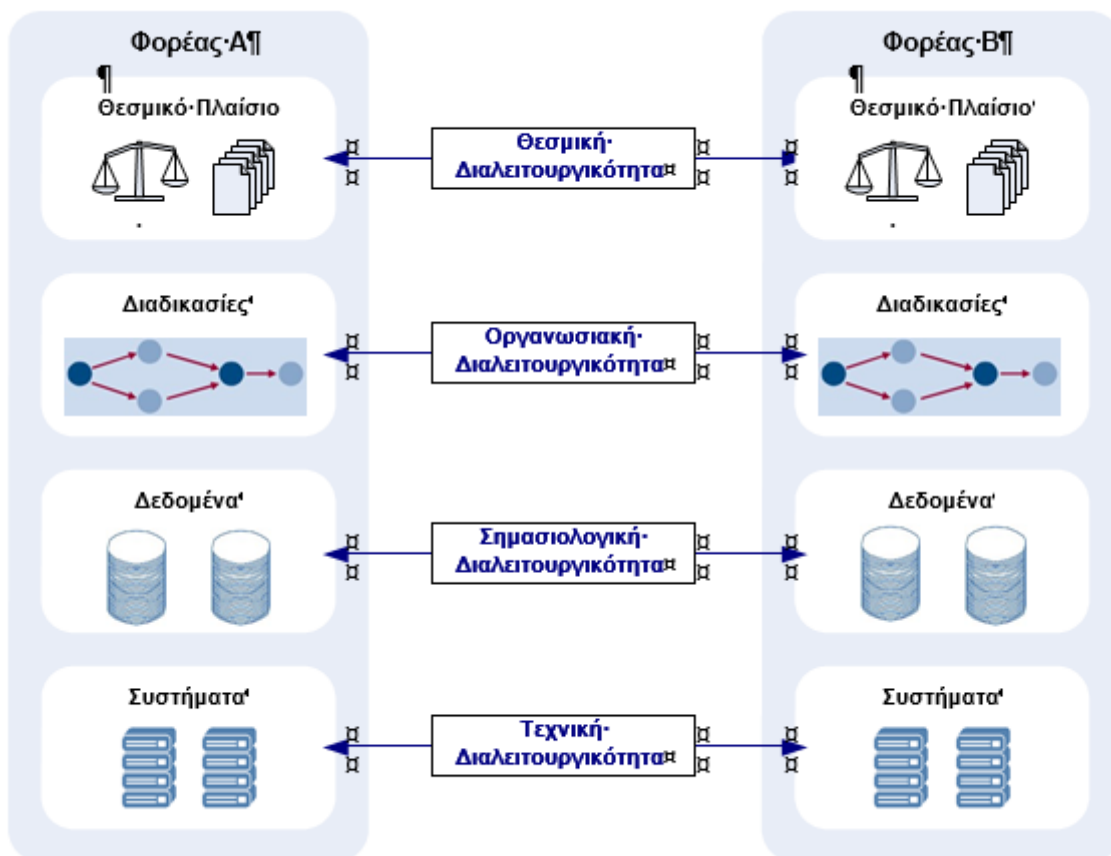 Φορέας·Α¶
¶
Θεσμικό·Πλαίσιο
Διαδικασίες
Δεδομένα
Συστήματα
Θεσμική·
Διαλειτουργικότητα¤
Οργανωσιακή·
Διαλειτουργικότητα¤
Σημασιολογική·
Διαλειτουργικότητα¤
Τεχνική·
Διαλειτουργικότητα¤
Φορέας·Β¶
¶
Θεσμικό·Πλαίσιο
Διαδικασίες
Δεδομένα
Συστήματα